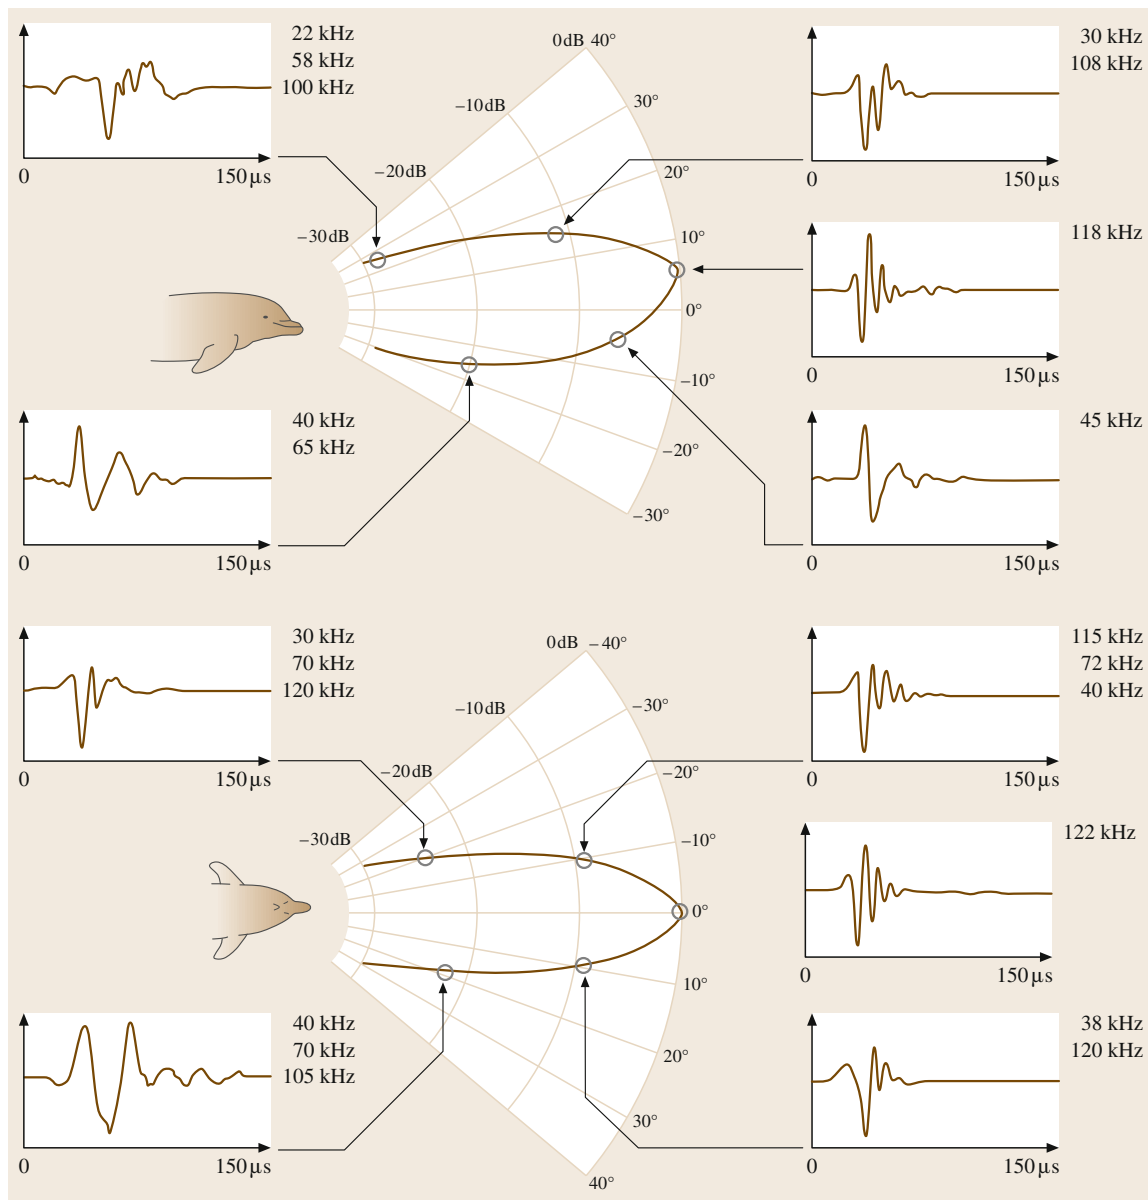 22 kHz
58 kHz
100 kHz
0 150 μs
0dB 40°
−10dB
30°
−20dB
20°
−30dB
10°
0°
−10°
−20°
−30°
30 kHz
108 kHz
0 150 μs
118 kHz
0 150 μs
40 kHz
65 kHz
0 150 μs
45 kHz
0 150 μs
30 kHz
70 kHz
120 kHz
0 150 μs
0dB −40°
−10dB
−30°
−20dB
−20°
−30dB
−10°
0°
10°
20°
30°
40°
115 kHz
72 kHz
40 kHz
0 150 μs
122 kHz
0 150 μs
40 kHz
70 kHz
105 kHz
0 150 μs
38 kHz
120 kHz
0 150 μs